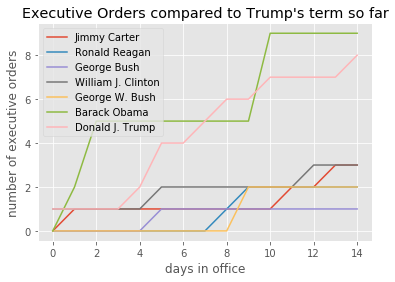 Executive Orders compared to Trump's term so far
Jimmy Carter
Ronald Reagan
George Bush
William J. Clinton
George W. Bush
Barack Obama
Donald J. Trump
number of executive orders
8
6
4
2
0
0 2 4 6 8 10 12 14
days in office